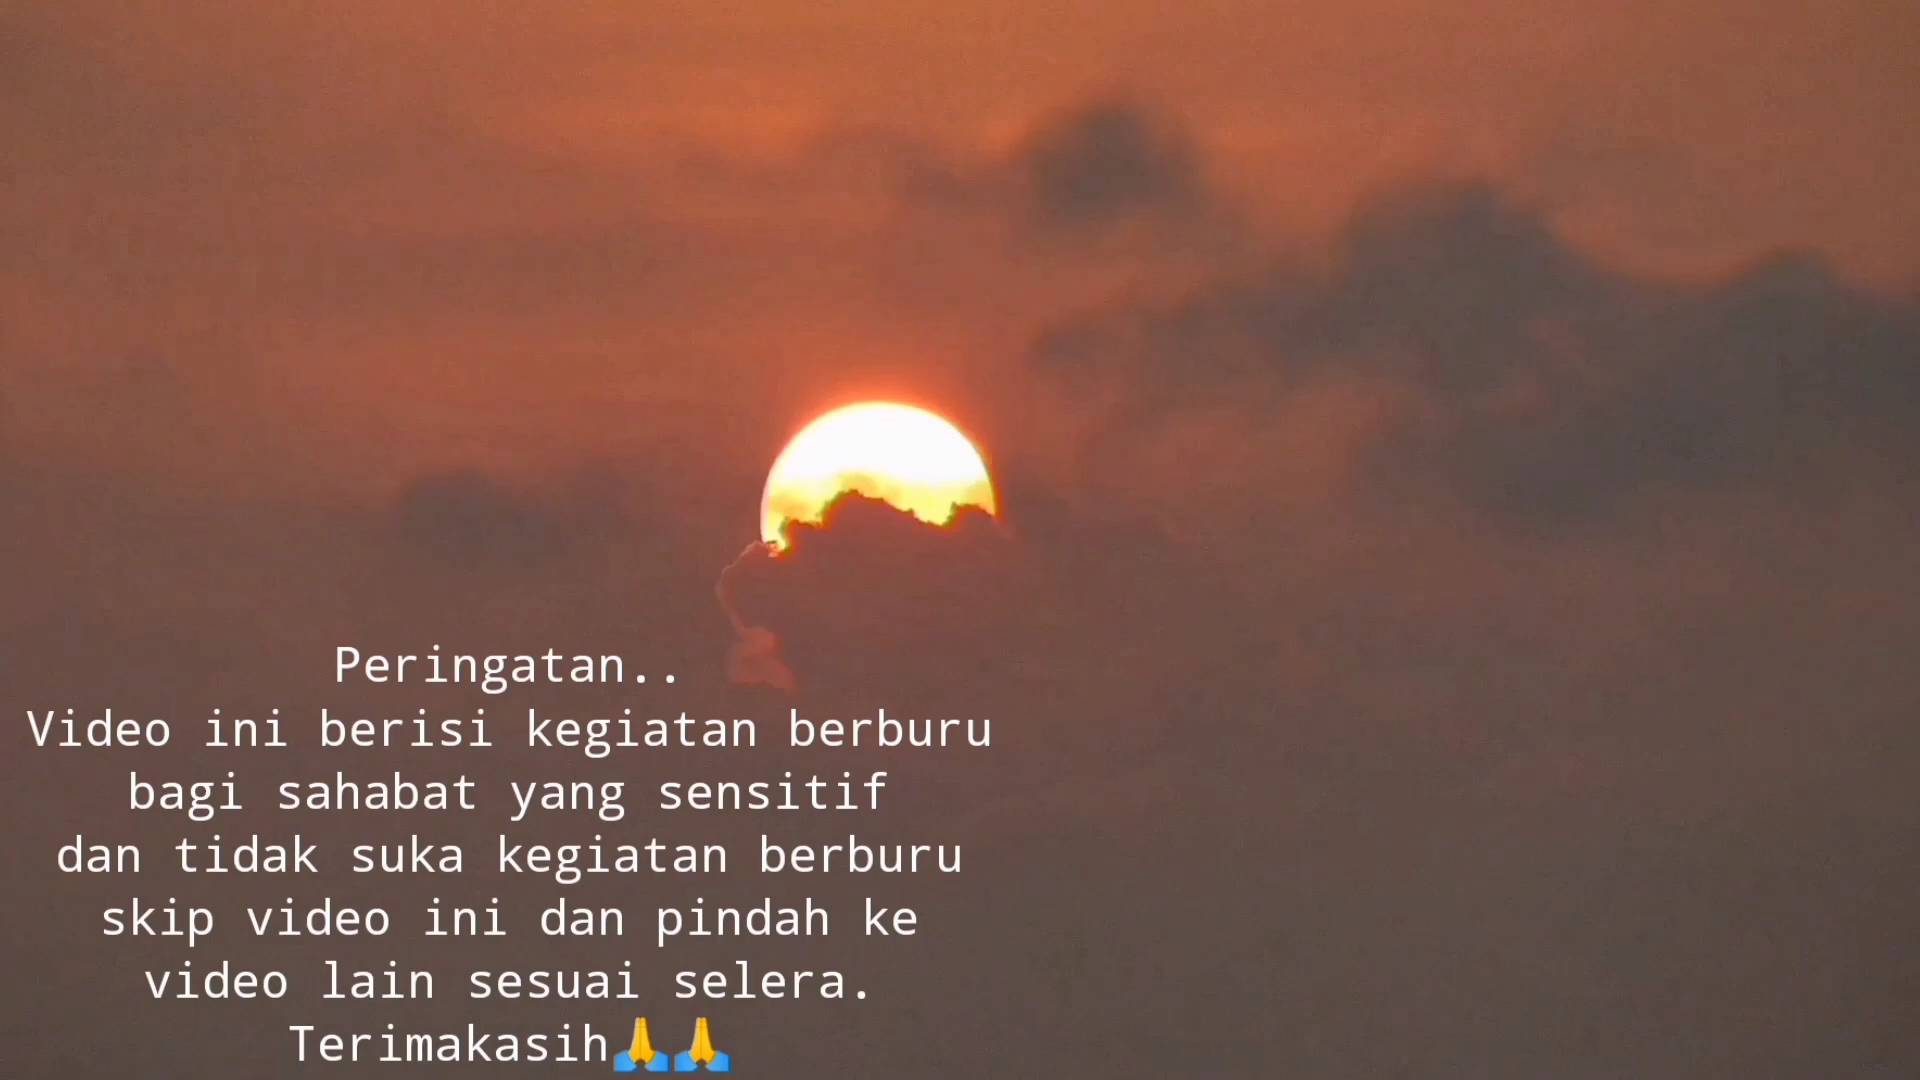 Peringatan..
Video ini berisi kegiatan berburu
bagi sahabat yang sensitif
dan tidak suka kegiatan berburu
skip video ini dan pindah ke
video lain sesuai selera.
Terimakasih🙏🙏